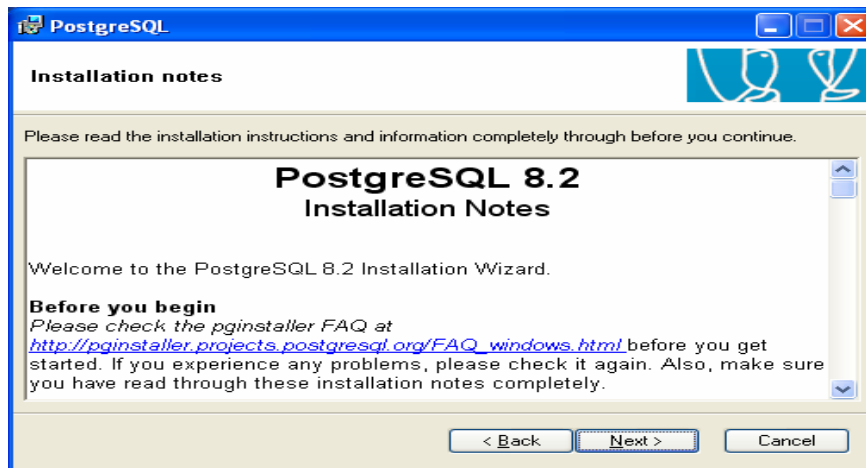 PostgreSQL
Installation notes
Please read the installation instructions and information completely through before you continue.
PostgreSQL 8.2
Installation Notes
Welcome to the PostgreSQL 8.2 Installation Wizard.
Before you begin
Please check the pginstaller FAQ at
http://pginstaller.projects.postgresql.org/FAQ_windows.html before you get
started. If you experience any problems, please check it again. Also, make sure
you have read through these installation notes completely.
< Back Next > Cancel